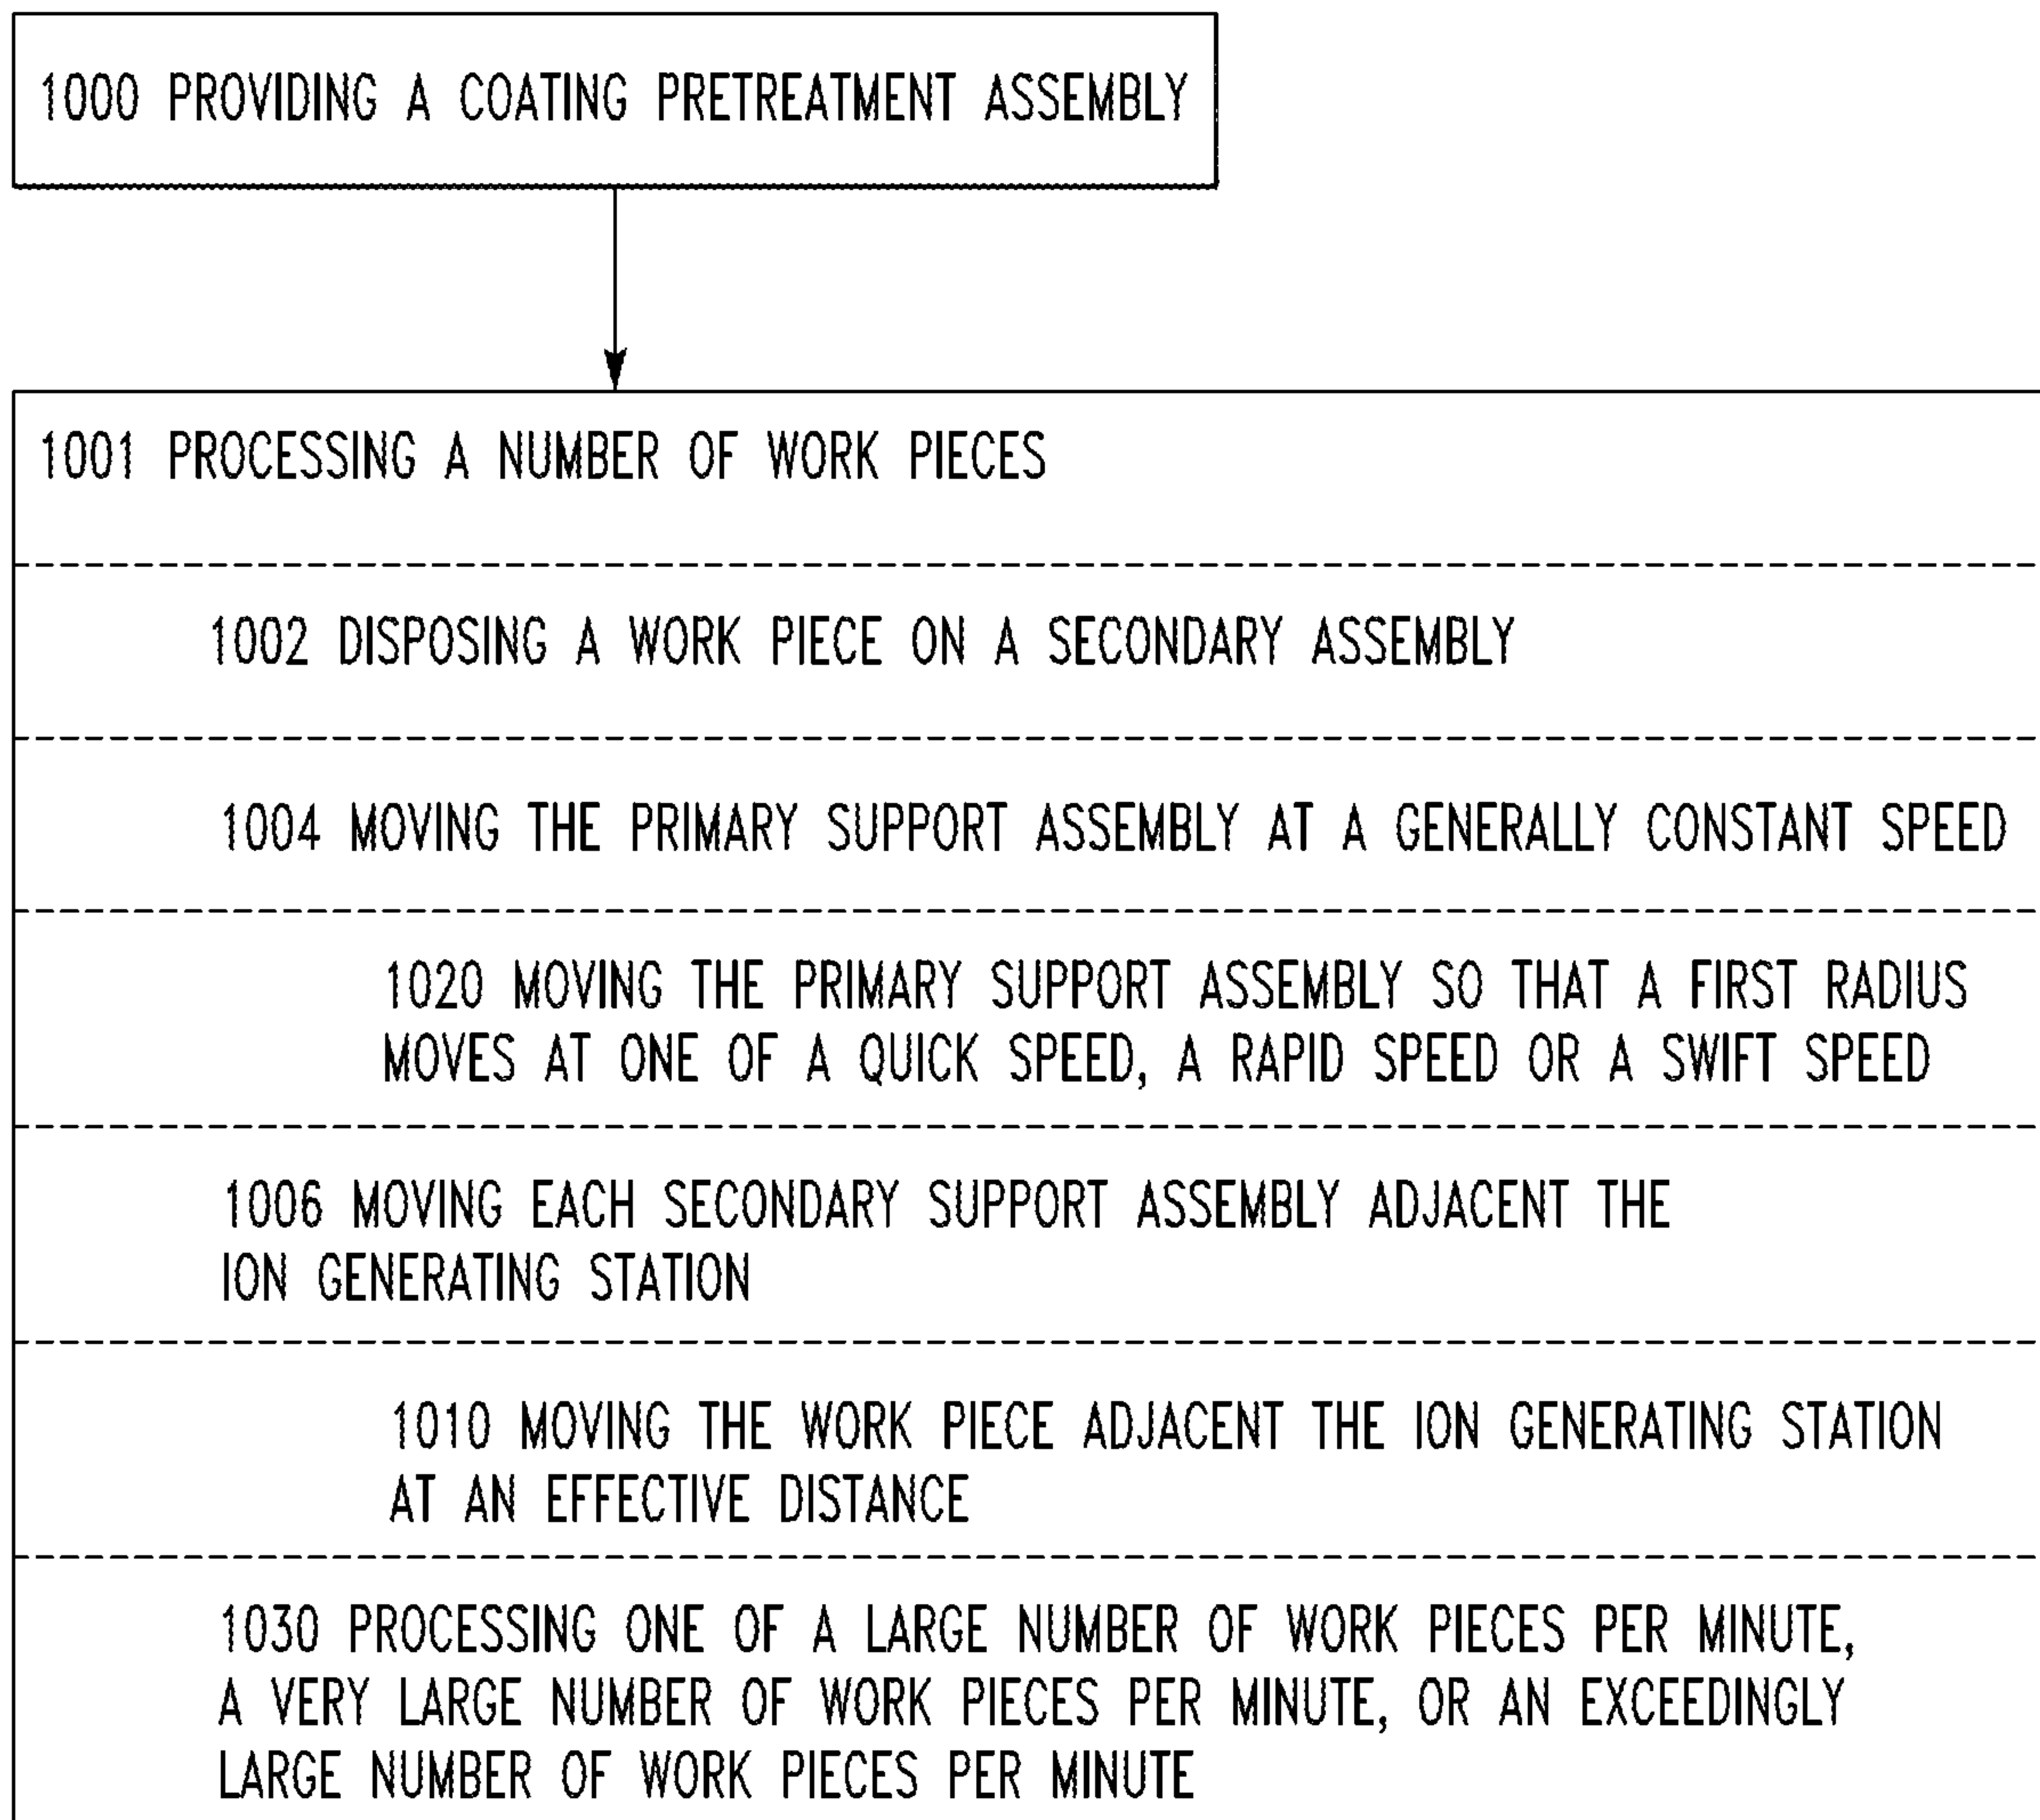 1000 PROVIDING A COATING PRETREATMENT ASSEMBLY
1001 PROCESSING A NUMBER OF WORK PIECES
1002 DISPOSING A WORK PIECE ON A SECONDARY ASSEMBLY
1004 MOVING THE PRIMARY SUPPORT ASSEMBLY AT A GENERALLY CONSTANT SPEED
1020 MOVING THE PRIMARY SUPPORT ASSEMBLY SO THAT A FIRST RADIUS
MOVES AT ONE OF A QUICK SPEED, A RAPID SPEED OR A SWIFT SPEED
1006 MOVING EACH SECONDARY SUPPORT ASSEMBLY ADJACENT THE
ION GENERATING STATION
1010 MOVING THE WORK PIECE ADJACENT THE ION GENERATING STATION
AT AN EFFECTIVE DISTANCE
1030 PROCESSING ONE OF A LARGE NUMBER OF WORK PIECES PER MINUTE,
A VERY LARGE NUMBER OF WORK PIECES PER MINUTE, OR AN EXCEEDINGLY
LARGE NUMBER OF WORK PIECES PER MINUTE